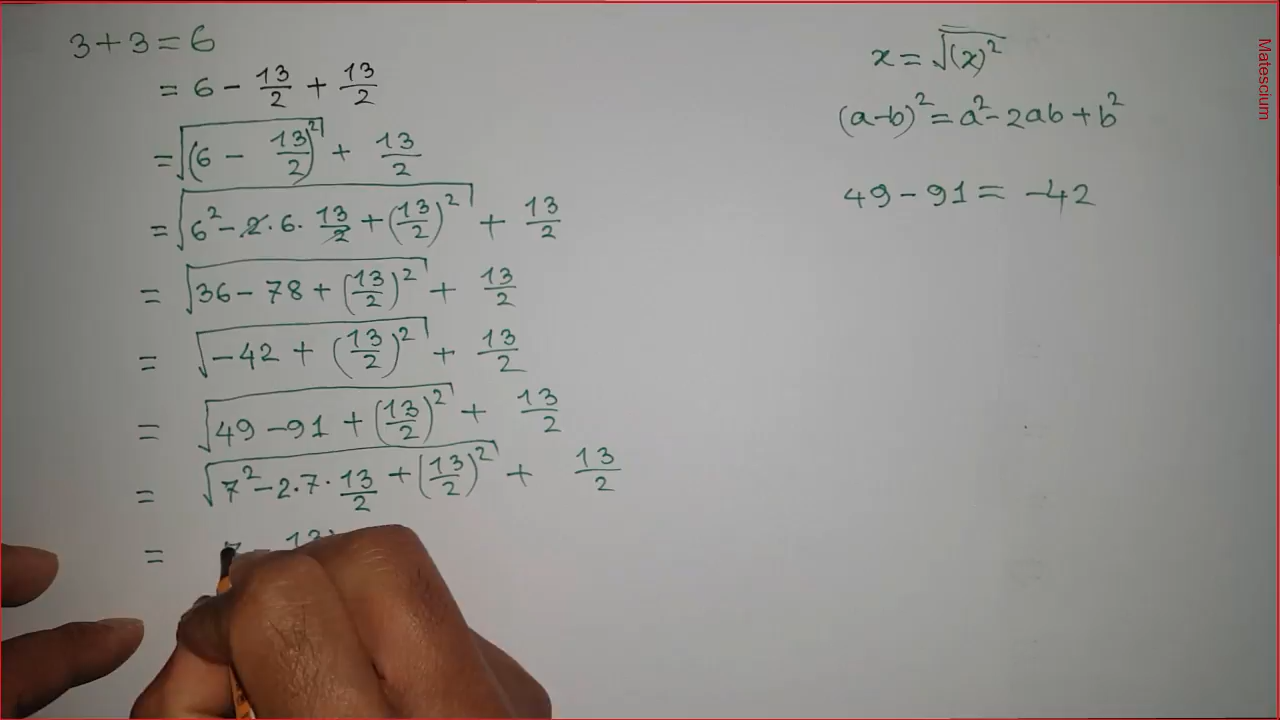 3+3=6
= 6 - 13/2 + 13/2
= √(6 - 13/2)² + 13/2
= √6² - 2·6·13/2 + (13/2)² + 13/2
= √36 - 78 + (13/2)² + 13/2
= √-42 + (13/2)² + 13/2
= √49 - 91 + (13/2)² + 13/2
= √7² - 2·7·13/2 + (13/2)² + 13/2
= 7 - 13
x = √(x)²
(a-b)² = a² - 2ab + b²
49 - 91 = -42
Matescium